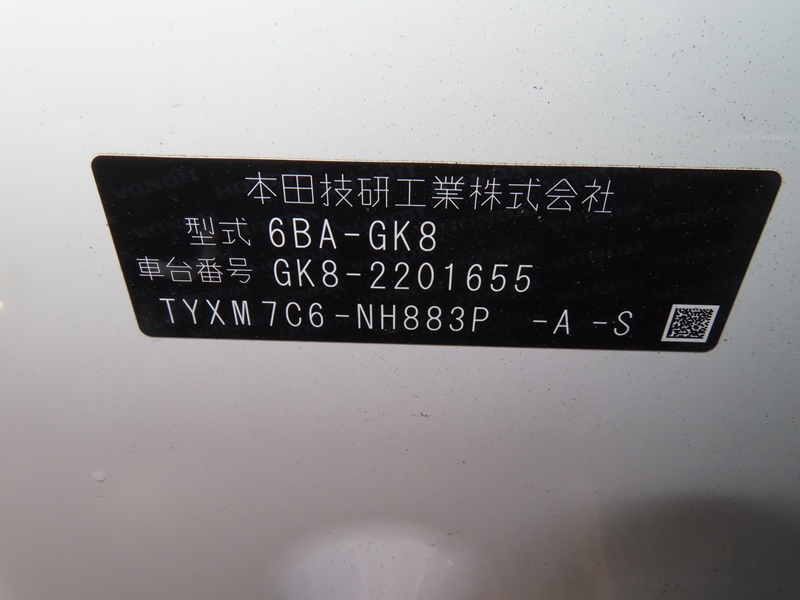 本田技研工業株式会社
型式 6BA-GK8
車台番号 GK8-2201655
TYXM7C6-NH883P -A -S